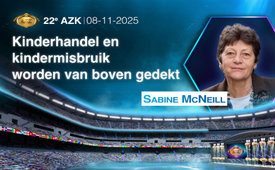 22ᵉ AZK | 08-11-2025
Kinderhandel en
kindermisbruik
worden van boven gedekt
SABINE MCNEILL